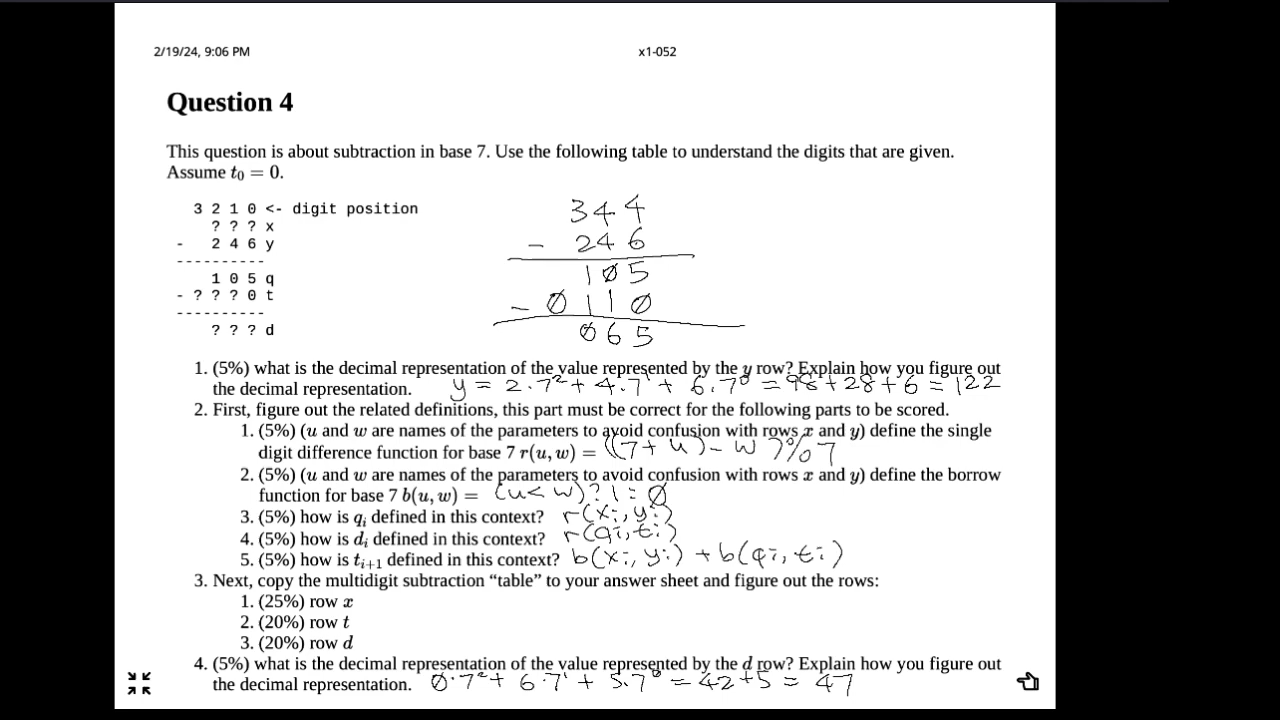 2/19/24, 9:06 PM x1-052
Question 4
This question is about subtraction in base 7. Use the following table to understand the digits that are given.
Assume t₀ = 0.
3 2 1 0 <- digit position
? ? ? x
- 2 4 6 y
----------
1 0 5 q
- ? ? ? 0 t
----------
? ? ? d
344
- 246
105
- 0110
065
1. (5%) what is the decimal representation of the value represented by the y row? Explain how you figure out
the decimal representation. y = 2·7² + 4·7¹ + 6·7⁰ = 98 + 28 + 6 = 122
2. First, figure out the related definitions, this part must be correct for the following parts to be scored.
1. (5%) (u and w are names of the parameters to avoid confusion with rows x and y) define the single
digit difference function for base 7 r(u, w) = ((7 + u) - w) % 7
2. (5%) (u and w are names of the parameters to avoid confusion with rows x and y) define the borrow
function for base 7 b(u, w) = (u < w) ? 1 : 0
3. (5%) how is qᵢ defined in this context? r(xᵢ, yᵢ)
4. (5%) how is dᵢ defined in this context? r(qᵢ, tᵢ)
5. (5%) how is tᵢ₊₁ defined in this context? b(xᵢ, yᵢ) + b(qᵢ, tᵢ)
3. Next, copy the multidigit subtraction “table” to your answer sheet and figure out the rows:
1. (25%) row x
2. (20%) row t
3. (20%) row d
4. (5%) what is the decimal representation of the value represented by the d row? Explain how you figure out
the decimal representation. 0·7² + 6·7¹ + 5·7⁰ = 42 + 5 = 47